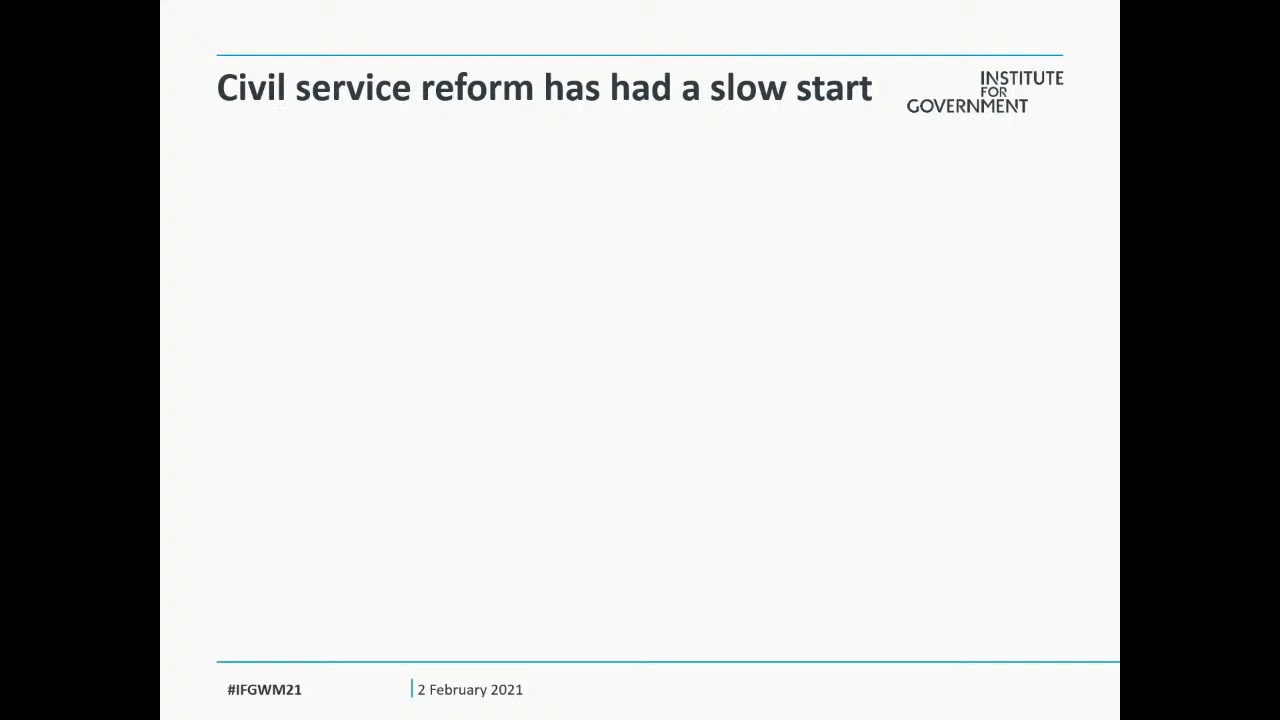 Civil service reform has had a slow start
INSTITUTE
FOR
GOVERNMENT
#IFGWM21
2 February 2021